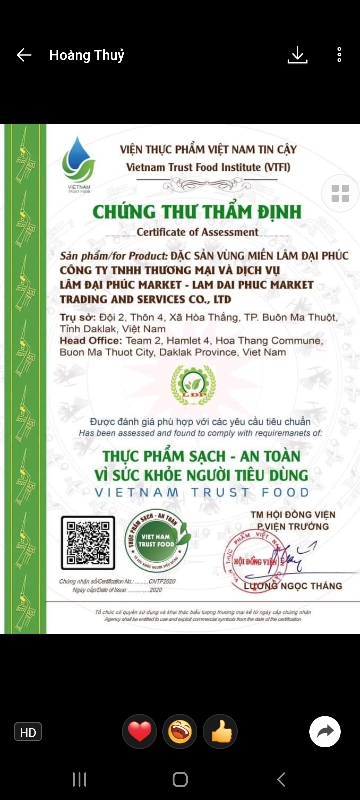 Hoàng Thuỷ
VIỆN THỰC PHẨM VIỆT NAM TIN CẬY
Vietnam Trust Food Institute (VTFI)
VIETNAM
TRUST FOOD
CHỨNG THƯ THẨM ĐỊNH
Certificate of Assessment
Sản phẩm/for Product: ĐẶC SẢN VÙNG MIỀN LÂM ĐẠI PHÚC
CÔNG TY TNHH THƯƠNG MẠI VÀ DỊCH VỤ
LÂM ĐẠI PHÚC MARKET - LAM DAI PHUC MARKET
TRADING AND SERVICES CO., LTD
Trụ sở: Đội 2, Thôn 4, Xã Hòa Thắng, TP. Buôn Ma Thuột,
Tỉnh Daklak, Việt Nam
Head Office: Team 2, Hamlet 4, Hoa Thang Commune,
Buon Ma Thuot City, Daklak Province, Viet Nam
LDP
Được đánh giá phù hợp với các yêu cầu tiêu chuẩn
Has been assessed and found to comply with requiremanets of:
THỰC PHẨM SẠCH - AN TOÀN
VÌ SỨC KHỎE NGƯỜI TIÊU DÙNG
VIETNAM TRUST FOOD
THỰC PHẨM SẠCH - AN TOÀN
VIET NAM
TRUST FOOD
VÌ SỨC KHỎE NGƯỜI TIÊU DÙNG
TM HỘI ĐỒNG VIỆN
P.VIỆN TRƯỞNG
HỘI ĐỒNG VIỆN
LƯƠNG NGỌC THẮNG
Chứng nhận số/Certification No.: ..........CNTF2020
Ngày cấp/Date of Issuer: ...............2020
Tổ chức có quyền sử dụng và khai thác biểu tượng thương mại kể từ ngày cấp chứng nhận
Agency shall be entitled to use and exploit commercial symbols from the date of the certification
HD